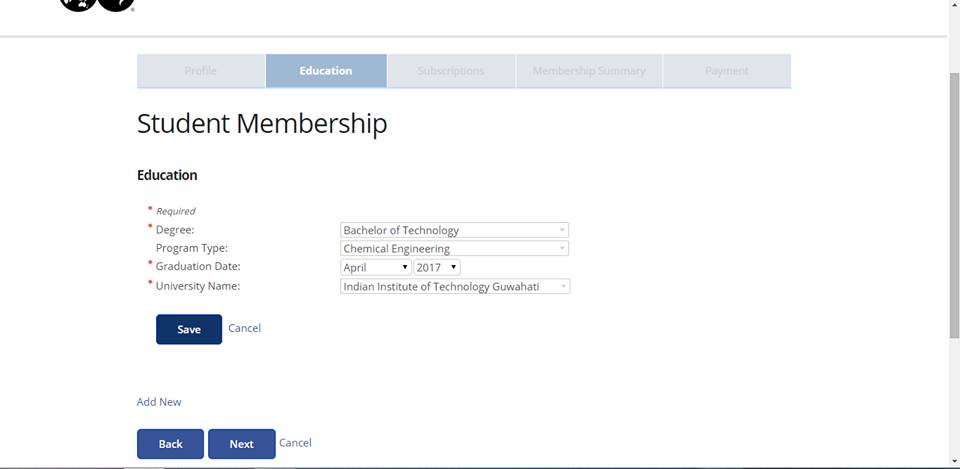 Profile Education Subscriptions Membership Summary Payment
Student Membership
Education
* Required
* Degree: Bachelor of Technology
Program Type: Chemical Engineering
* Graduation Date: April 2017
* University Name: Indian Institute of Technology Guwahati
Save Cancel
Add New
Back Next Cancel